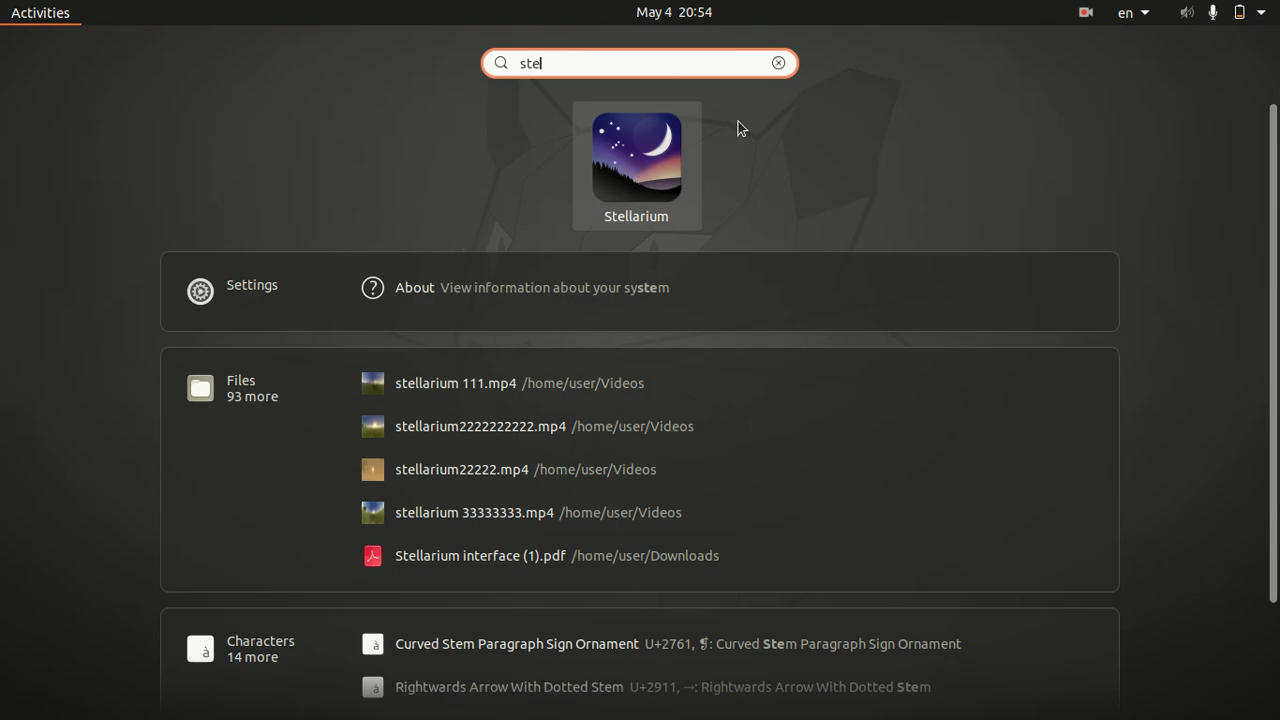 Activities
May 4 20:54
en
ste
Stellarium
Settings
About View information about your system
Files
93 more
stellarium 111.mp4 /home/user/Videos
stellarium2222222222.mp4 /home/user/Videos
stellarium22222.mp4 /home/user/Videos
stellarium 33333333.mp4 /home/user/Videos
Stellarium interface (1).pdf /home/user/Downloads
Characters
14 more
à
à Curved Stem Paragraph Sign Ornament U+2761, ❡: Curved Stem Paragraph Sign Ornament
à Rightwards Arrow With Dotted Stem U+2911, ⤑: Rightwards Arrow With Dotted Stem